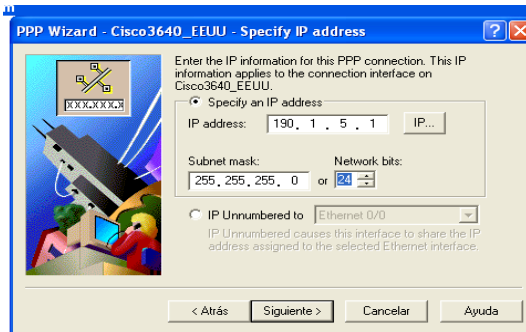 PPP Wizard - Cisco3640_EEUU - Specify IP address
Enter the IP information for this PPP connection. This IP
information applies to the connection interface on
Cisco3640_EEUU.
Specify an IP address
IP address: 190 . 1 . 5 . 1 IP...
Subnet mask: Network bits:
255 . 255 . 255 . 0 or 24
IP Unnumbered to Ethernet 0/0
IP Unnumbered causes this interface to share the IP
address assigned to the selected Ethernet interface.
XXX.XXX.X
< Atrás Siguiente > Cancelar Ayuda